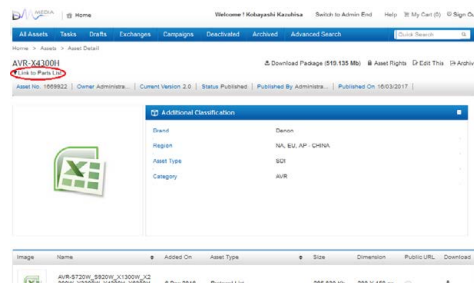 MEDIA Home Welcome ! Kobayashi Kazuhisa Switch to Admin End Help My Cart (0) Sign Ou
All Assets Tasks Drafts Exchanges Campaigns Deactivated Archived Advanced Search Quick Search
Home > Assets > Asset Detail
AVR-X4300H Download Package (519.135 Mb) Asset Rights Edit This Archiv
Link to Parts List
Asset No. 1669922 Owner Administra... Current Version 2.0 Status Published Published By Administra... Published On 16/03/2017
Additional Classification
Brand Denon
Region NA, EU, AP - CHINA
Asset Type SDI
Category AVR
Image Name Added On Asset Type Size Dimension Public URL Download
AVR-S720W_S920W_X1300W_X2